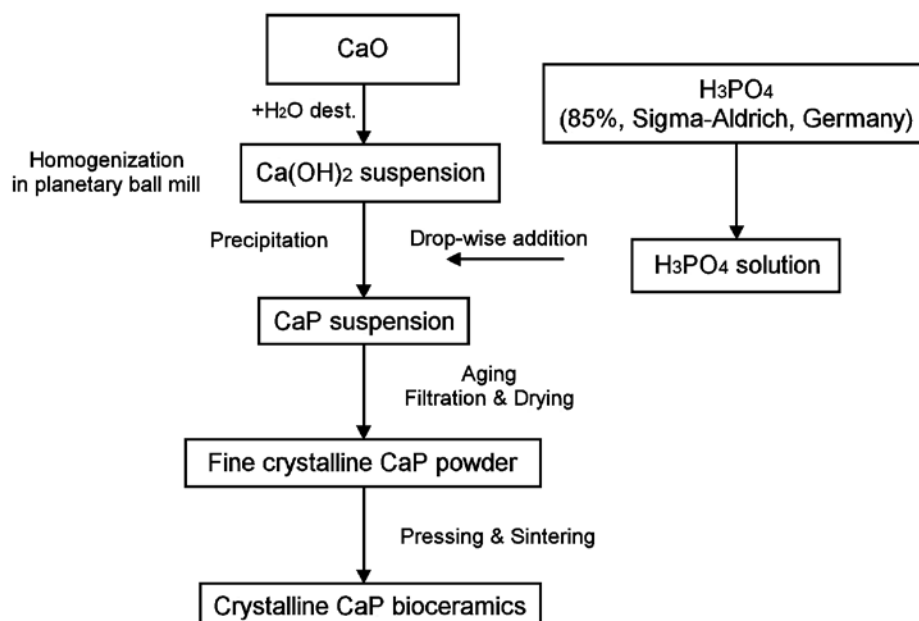 CaO
+H2O dest.
H3PO4
(85%, Sigma-Aldrich, Germany)
Homogenization
in planetary ball mill
Ca(OH)2 suspension
Precipitation
Drop-wise addition
H3PO4 solution
CaP suspension
Aging
Filtration & Drying
Fine crystalline CaP powder
Pressing & Sintering
Crystalline CaP bioceramics